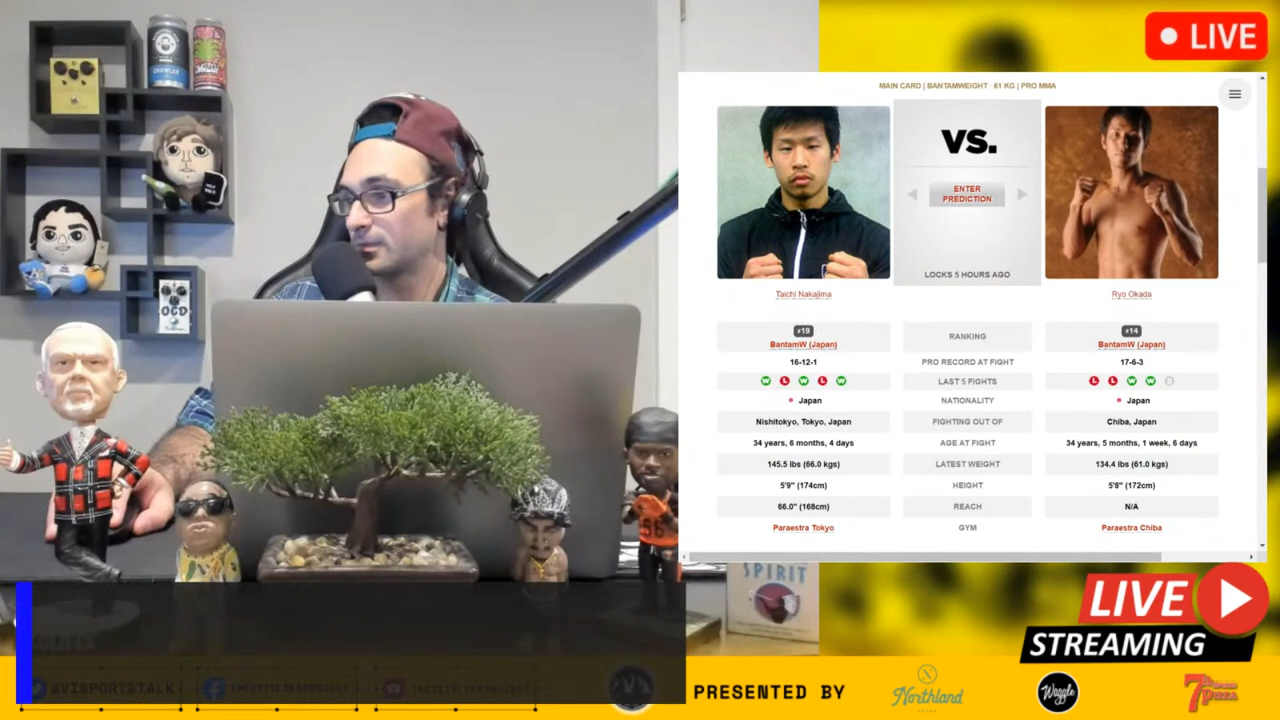 LIVE
MAIN CARD | BANTAMWEIGHT · 61 KG | PRO MMA
VS.
ENTER
PREDICTION
LOCKS 5 HOURS AGO
Taichi Nakajima
Ryo Okada
#19
BantamW (Japan)
RANKING
#14
BantamW (Japan)
16-12-1
PRO RECORD AT FIGHT
17-6-3
W L W L W
LAST 5 FIGHTS
L L W W D
Japan
NATIONALITY
Japan
Nishitokyo, Tokyo, Japan
FIGHTING OUT OF
Chiba, Japan
34 years, 6 months, 4 days
AGE AT FIGHT
34 years, 5 months, 1 week, 6 days
145.5 lbs (66.0 kgs)
LATEST WEIGHT
134.4 lbs (61.0 kgs)
5'9" (174cm)
HEIGHT
5'8" (172cm)
66.0" (168cm)
REACH
N/A
Paraestra Tokyo
GYM
Paraestra Chiba
CROWLER
OCD
SPIRIT
LIVE
STREAMING
@VISPORTSTALK
PRESENTED BY
Northland
Waggle